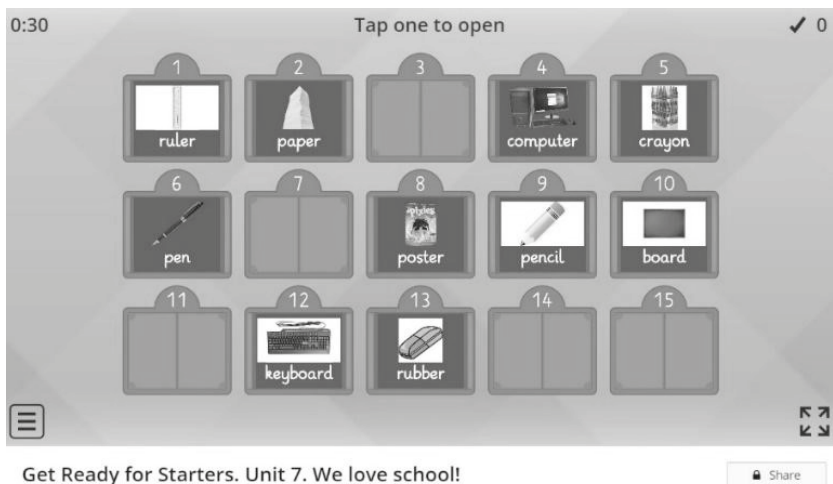 0:30 Tap one to open ✓ 0
1 2 3 4 5
ruler paper computer crayon
6 7 8 9 10
pen poster pencil board
11 12 13 14 15
keyboard rubber
Get Ready for Starters. Unit 7. We love school! Share